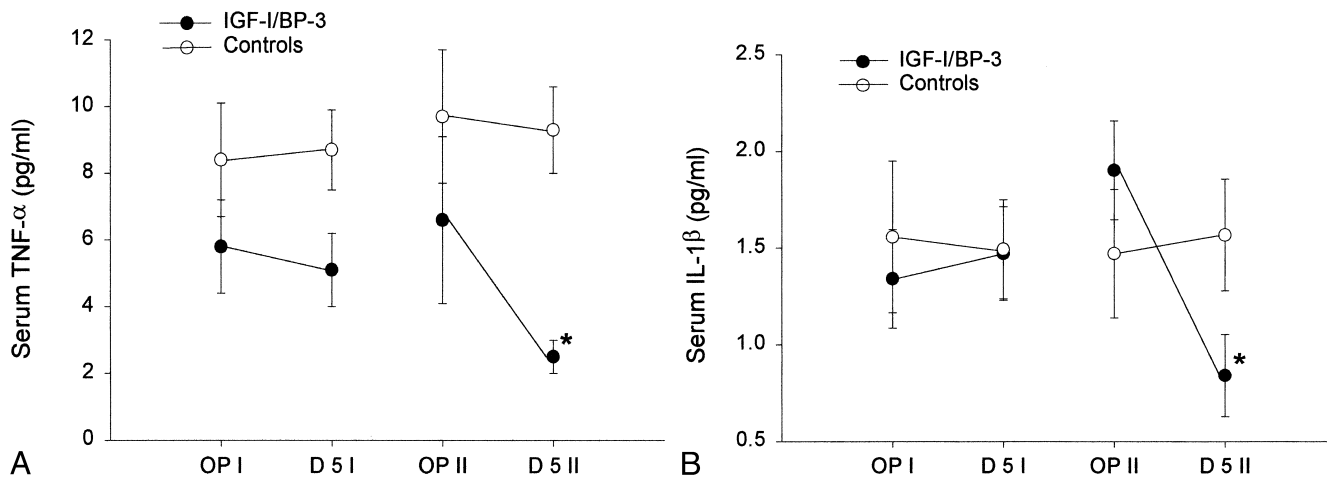 IGF-I/BP-3
Controls
12
10
8
6
4
2
0
Serum TNF-α (pg/ml)
*
OP I D 5 I OP II D 5 II
A
IGF-I/BP-3
Controls
2.5
2.0
1.5
1.0
0.5
Serum IL-1β (pg/ml)
*
OP I D 5 I OP II D 5 II
B